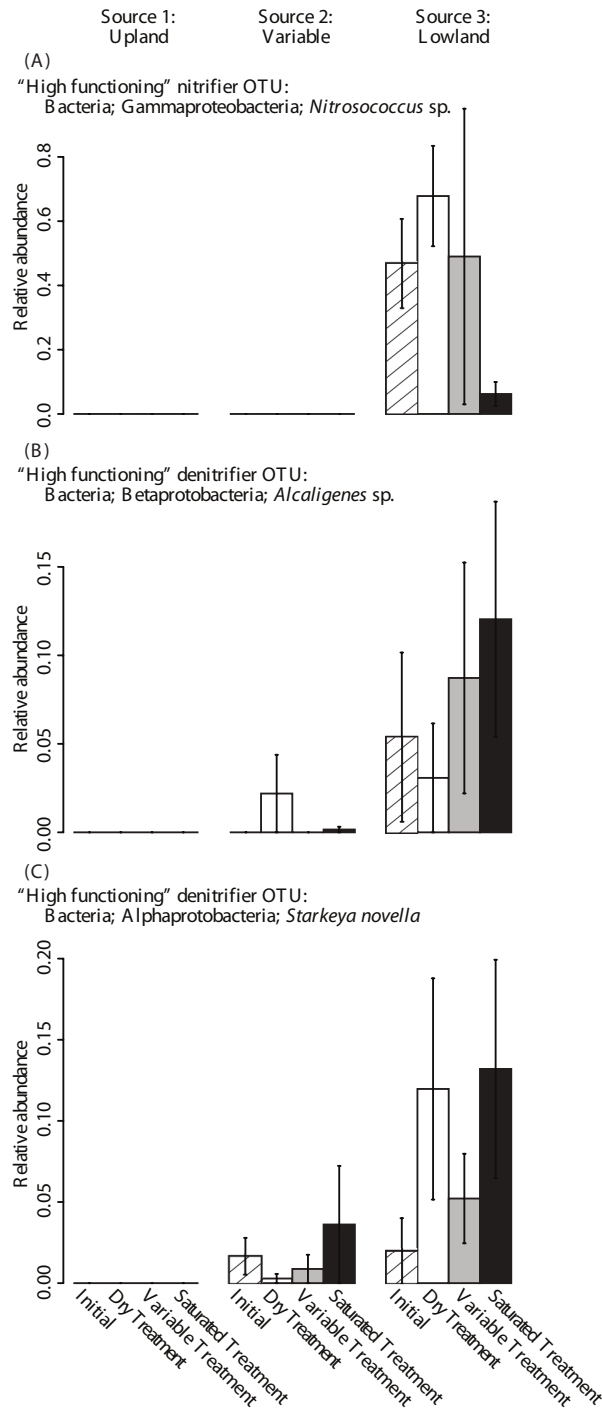 Source 1:
Upland
Source 2:
Variable
Source 3:
Lowland
(A)
“High functioning” nitrifier OTU:
Bacteria; Gammaproteobacteria; Nitrosococcus sp.
Relative abundance
0.8
0.6
0.4
0.2
0.0
(B)
“High functioning” denitrifier OTU:
Bacteria; Betaprotobacteria; Alcaligenes sp.
Relative abundance
0.15
0.10
0.05
0.00
(C)
“High functioning” denitrifier OTU:
Bacteria; Alphaprotobacteria; Starkeya novella
Relative abundance
0.20
0.15
0.10
0.05
0.00
Initial
Dry Treatment
Variable Treatment
Saturated Treatment
Initial
Dry Treatment
Variable Treatment
Saturated Treatment
Initial
Dry Treatment
Variable Treatment
Saturated Treatment